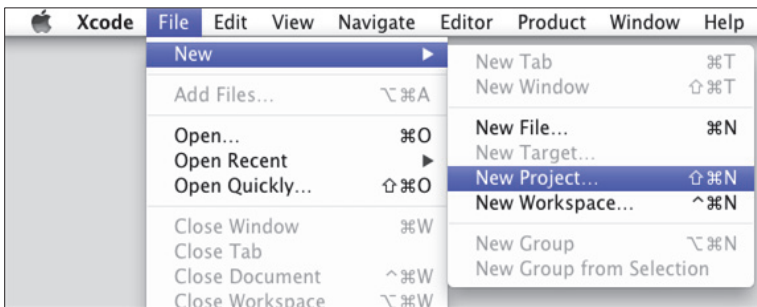 Xcode File Edit View Navigate Editor Product Window Help
New
Add Files... ⌥⌘A
Open... ⌘O
Open Recent
Open Quickly... ⇧⌘O
Close Window ⌘W
Close Tab
Close Document ^⌘W
Close Workspace ⌥⌘W
New Tab ⌘T
New Window ⇧⌘T
New File... ⌘N
New Target...
New Project... ⇧⌘N
New Workspace... ^⌘N
New Group ⌥⌘N
New Group from Selection